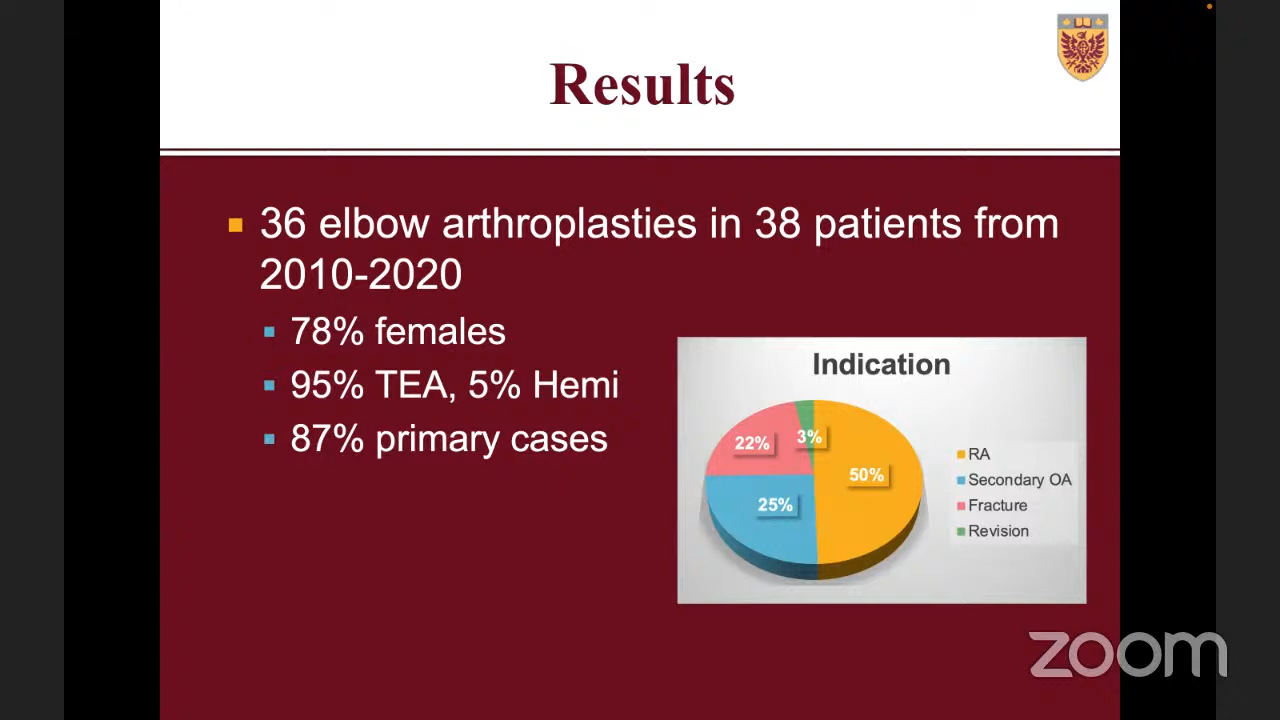 Results
36 elbow arthroplasties in 38 patients from
2010-2020
78% females
95% TEA, 5% Hemi
87% primary cases
Indication
3%
22%
50%
25%
RA
Secondary OA
Fracture
Revision
zoom